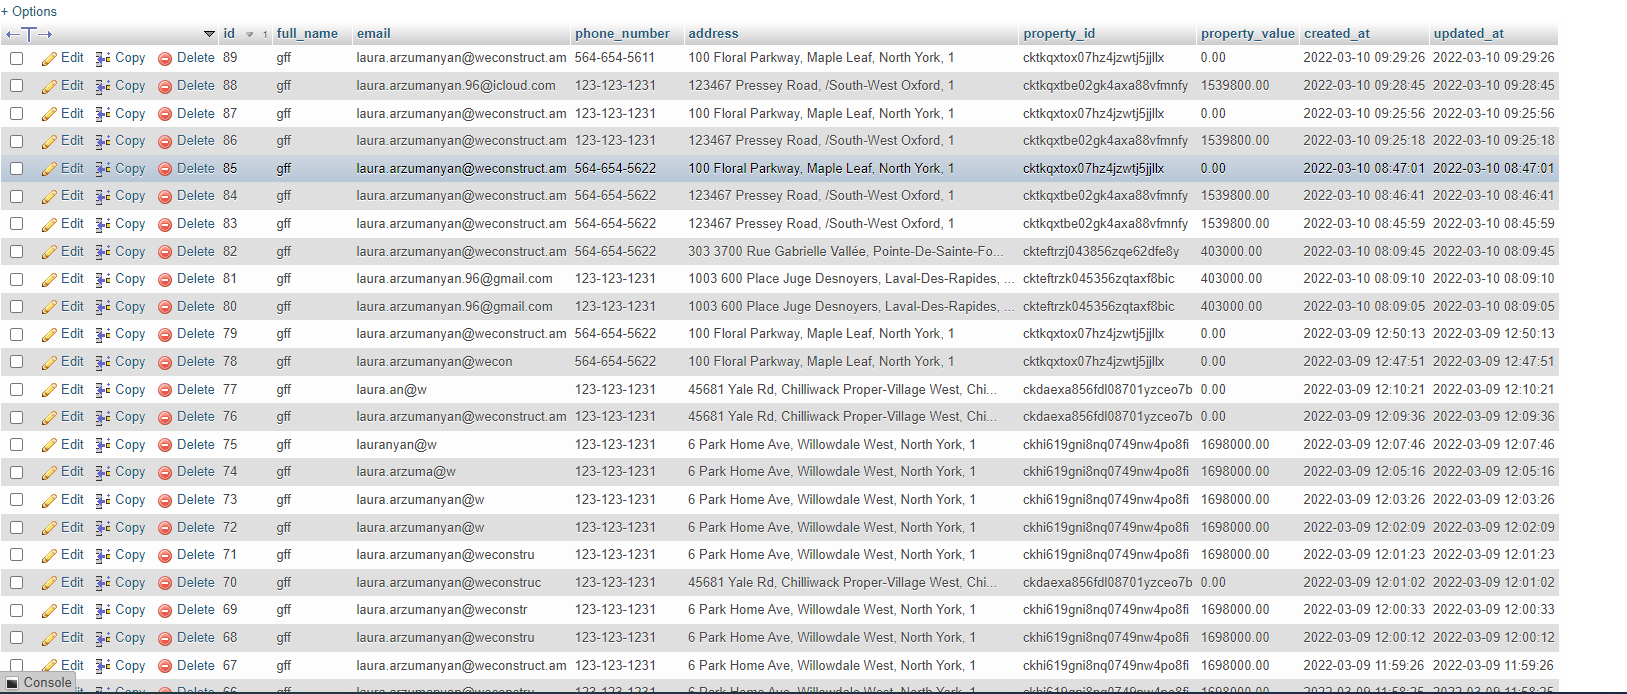 + Options
←T→ id 1 full_name email phone_number address property_id property_value created_at updated_at
Edit Copy Delete 89 gff laura.arzumanyan@weconstruct.am 564-654-5611 100 Floral Parkway, Maple Leaf, North York, 1 cktkqxtox07hz4jzwtj5jjllx 0.00 2022-03-10 09:29:26 2022-03-10 09:29:26
Edit Copy Delete 88 gff laura.arzumanyan.96@icloud.com 123-123-1231 123467 Pressey Road, /South-West Oxford, 1 cktkqxtbe02gk4axa88vfmnfy 1539800.00 2022-03-10 09:28:45 2022-03-10 09:28:45
Edit Copy Delete 87 gff laura.arzumanyan@weconstruct.am 123-123-1231 100 Floral Parkway, Maple Leaf, North York, 1 cktkqxtox07hz4jzwtj5jjllx 0.00 2022-03-10 09:25:56 2022-03-10 09:25:56
Edit Copy Delete 86 gff laura.arzumanyan@weconstruct.am 123-123-1231 123467 Pressey Road, /South-West Oxford, 1 cktkqxtbe02gk4axa88vfmnfy 1539800.00 2022-03-10 09:25:18 2022-03-10 09:25:18
Edit Copy Delete 85 gff laura.arzumanyan@weconstruct.am 564-654-5622 100 Floral Parkway, Maple Leaf, North York, 1 cktkqxtox07hz4jzwtj5jjllx 0.00 2022-03-10 08:47:01 2022-03-10 08:47:01
Edit Copy Delete 84 gff laura.arzumanyan@weconstruct.am 564-654-5622 123467 Pressey Road, /South-West Oxford, 1 cktkqxtbe02gk4axa88vfmnfy 1539800.00 2022-03-10 08:46:41 2022-03-10 08:46:41
Edit Copy Delete 83 gff laura.arzumanyan@weconstruct.am 564-654-5622 123467 Pressey Road, /South-West Oxford, 1 cktkqxtbe02gk4axa88vfmnfy 1539800.00 2022-03-10 08:45:59 2022-03-10 08:45:59
Edit Copy Delete 82 gff laura.arzumanyan@weconstruct.am 564-654-5622 303 3700 Rue Gabrielle Vallée, Pointe-De-Sainte-Fo... ckteftrzj043856zqe62dfe8y 403000.00 2022-03-10 08:09:45 2022-03-10 08:09:45
Edit Copy Delete 81 gff laura.arzumanyan.96@gmail.com 123-123-1231 1003 600 Place Juge Desnoyers, Laval-Des-Rapides, ... ckteftrzk045356zqtaxf8bic 403000.00 2022-03-10 08:09:10 2022-03-10 08:09:10
Edit Copy Delete 80 gff laura.arzumanyan.96@gmail.com 123-123-1231 1003 600 Place Juge Desnoyers, Laval-Des-Rapides, ... ckteftrzk045356zqtaxf8bic 403000.00 2022-03-10 08:09:05 2022-03-10 08:09:05
Edit Copy Delete 79 gff laura.arzumanyan@weconstruct.am 564-654-5622 100 Floral Parkway, Maple Leaf, North York, 1 cktkqxtox07hz4jzwtj5jjllx 0.00 2022-03-09 12:50:13 2022-03-09 12:50:13
Edit Copy Delete 78 gff laura.arzumanyan@wecon 564-654-5622 100 Floral Parkway, Maple Leaf, North York, 1 cktkqxtox07hz4jzwtj5jjllx 0.00 2022-03-09 12:47:51 2022-03-09 12:47:51
Edit Copy Delete 77 gff laura.an@w 123-123-1231 45681 Yale Rd, Chilliwack Proper-Village West, Chi... ckdaexa856fdl08701yzceo7b 0.00 2022-03-09 12:10:21 2022-03-09 12:10:21
Edit Copy Delete 76 gff laura.arzumanyan@weconstruct.am 123-123-1231 45681 Yale Rd, Chilliwack Proper-Village West, Chi... ckdaexa856fdl08701yzceo7b 0.00 2022-03-09 12:09:36 2022-03-09 12:09:36
Edit Copy Delete 75 gff lauranyan@w 123-123-1231 6 Park Home Ave, Willowdale West, North York, 1 ckhi619gni8nq0749nw4po8fi 1698000.00 2022-03-09 12:07:46 2022-03-09 12:07:46
Edit Copy Delete 74 gff laura.arzuma@w 123-123-1231 6 Park Home Ave, Willowdale West, North York, 1 ckhi619gni8nq0749nw4po8fi 1698000.00 2022-03-09 12:05:16 2022-03-09 12:05:16
Edit Copy Delete 73 gff laura.arzumanyan@w 123-123-1231 6 Park Home Ave, Willowdale West, North York, 1 ckhi619gni8nq0749nw4po8fi 1698000.00 2022-03-09 12:03:26 2022-03-09 12:03:26
Edit Copy Delete 72 gff laura.arzumanyan@w 123-123-1231 6 Park Home Ave, Willowdale West, North York, 1 ckhi619gni8nq0749nw4po8fi 1698000.00 2022-03-09 12:02:09 2022-03-09 12:02:09
Edit Copy Delete 71 gff laura.arzumanyan@weconstru 123-123-1231 6 Park Home Ave, Willowdale West, North York, 1 ckhi619gni8nq0749nw4po8fi 1698000.00 2022-03-09 12:01:23 2022-03-09 12:01:23
Edit Copy Delete 70 gff laura.arzumanyan@weconstruc 123-123-1231 45681 Yale Rd, Chilliwack Proper-Village West, Chi... ckdaexa856fdl08701yzceo7b 0.00 2022-03-09 12:01:02 2022-03-09 12:01:02
Edit Copy Delete 69 gff laura.arzumanyan@weconstr 123-123-1231 6 Park Home Ave, Willowdale West, North York, 1 ckhi619gni8nq0749nw4po8fi 1698000.00 2022-03-09 12:00:33 2022-03-09 12:00:33
Edit Copy Delete 68 gff laura.arzumanyan@weconstru 123-123-1231 6 Park Home Ave, Willowdale West, North York, 1 ckhi619gni8nq0749nw4po8fi 1698000.00 2022-03-09 12:00:12 2022-03-09 12:00:12
Edit Copy Delete 67 gff laura.arzumanyan@weconstruct.am 123-123-1231 6 Park Home Ave, Willowdale West, North York, 1 ckhi619gni8nq0749nw4po8fi 1698000.00 2022-03-09 11:59:26 2022-03-09 11:59:26
Console